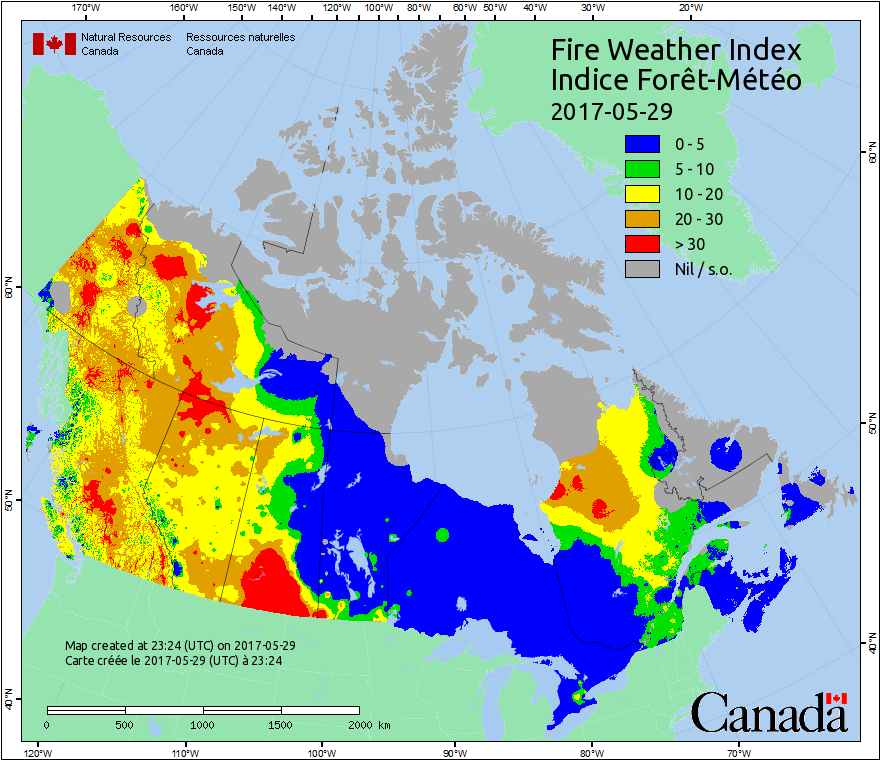 170°W 160°W 150°W 140°W 120°W 100°W 80°W 60°W 50°W 40°W 30°W 20°W
Natural Resources Canada
Ressources naturelles Canada
Fire Weather Index
Indice Forêt-Météo
2017-05-29
0 - 5
5 - 10
10 - 20
20 - 30
> 30
Nil / s.o.
60°N
50°N
40°N
60°N
50°N
40°N
Map created at 23:24 (UTC) on 2017-05-29
Carte créée le 2017-05-29 (UTC) à 23:24
0 500 1000 1500 2000 km
Canada
120°W 110°W 100°W 90°W 80°W 70°W